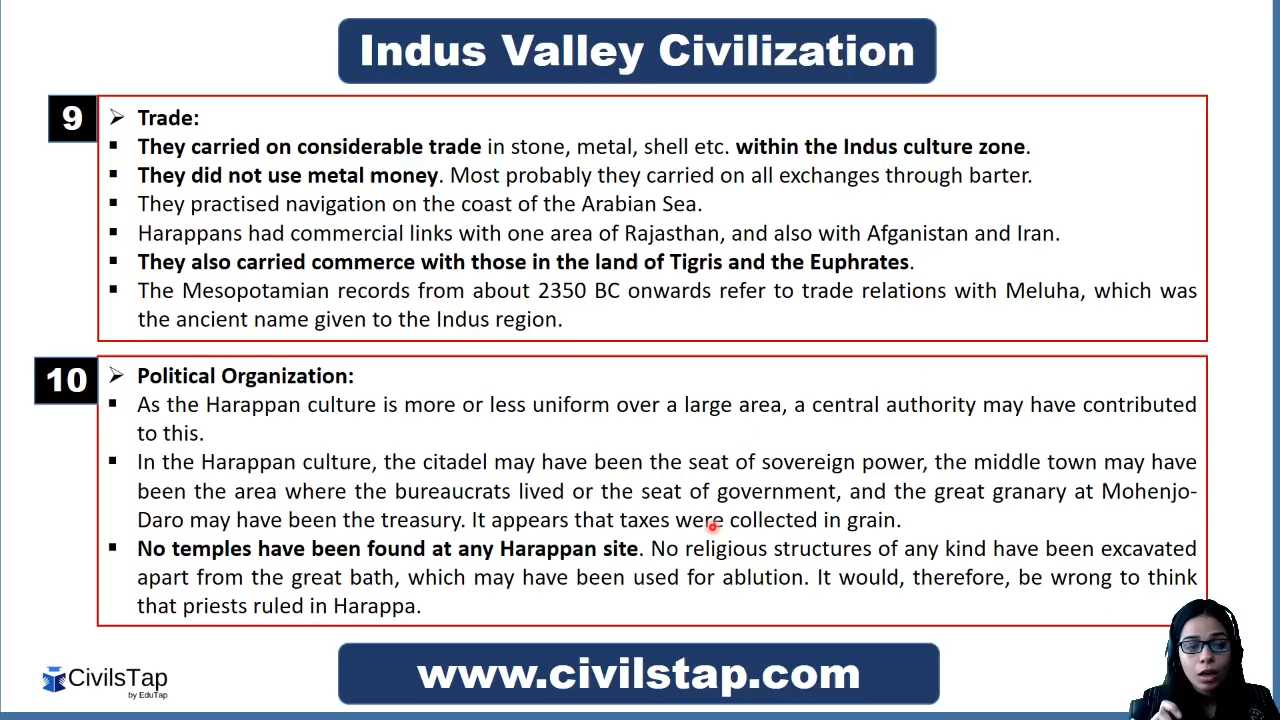 Indus Valley Civilization
9
➢ Trade:
▪ They carried on considerable trade in stone, metal, shell etc. within the Indus culture zone.
▪ They did not use metal money. Most probably they carried on all exchanges through barter.
▪ They practised navigation on the coast of the Arabian Sea.
▪ Harappans had commercial links with one area of Rajasthan, and also with Afganistan and Iran.
▪ They also carried commerce with those in the land of Tigris and the Euphrates.
▪ The Mesopotamian records from about 2350 BC onwards refer to trade relations with Meluha, which was
the ancient name given to the Indus region.
10
➢ Political Organization:
▪ As the Harappan culture is more or less uniform over a large area, a central authority may have contributed
to this.
▪ In the Harappan culture, the citadel may have been the seat of sovereign power, the middle town may have
been the area where the bureaucrats lived or the seat of government, and the great granary at Mohenjo-
Daro may have been the treasury. It appears that taxes were collected in grain.
▪ No temples have been found at any Harappan site. No religious structures of any kind have been excavated
apart from the great bath, which may have been used for ablution. It would, therefore, be wrong to think
that priests ruled in Harappa.
CivilsTap
by EduTap
www.civilstap.com